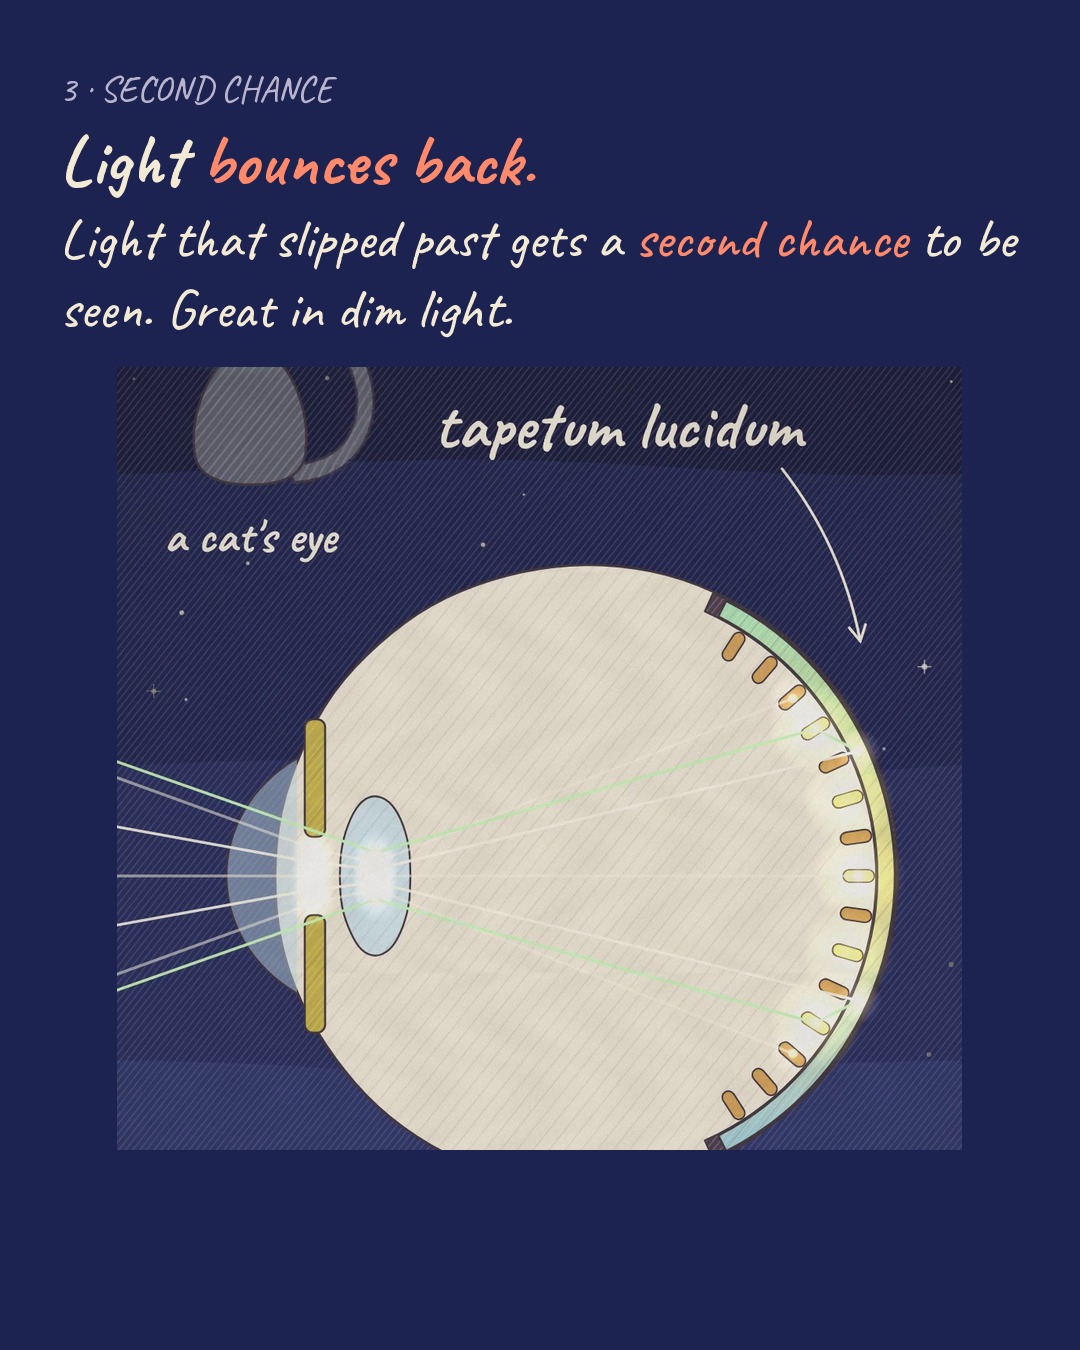 3 · SECOND CHANCE
Light bounces back.
Light that slipped past gets a second chance to be
seen. Great in dim light.
tapetum lucidum
a cat's eye